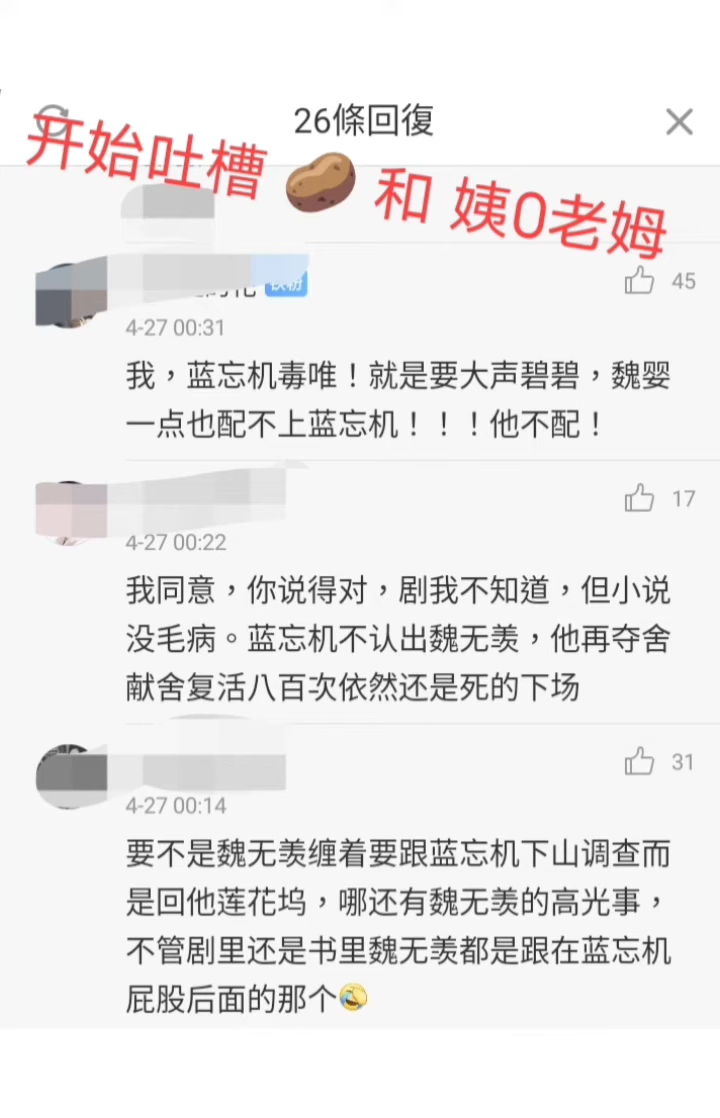 26條回復
开始吐槽🥔和 姨0老姆
铁粉
45
4-27 00:31
我，蓝忘机毒唯！就是要大声碧碧，魏婴
一点也配不上蓝忘机！！！他不配！
17
4-27 00:22
我同意，你说得对，剧我不知道，但小说
没毛病。蓝忘机不认出魏无羡，他再夺舍
献舍复活八百次依然还是死的下场
31
4-27 00:14
要不是魏无羡缠着要跟蓝忘机下山调查而
是回他莲花坞，哪还有魏无羡的高光事，
不管剧里还是书里魏无羡都是跟在蓝忘机
屁股后面的那个🤣